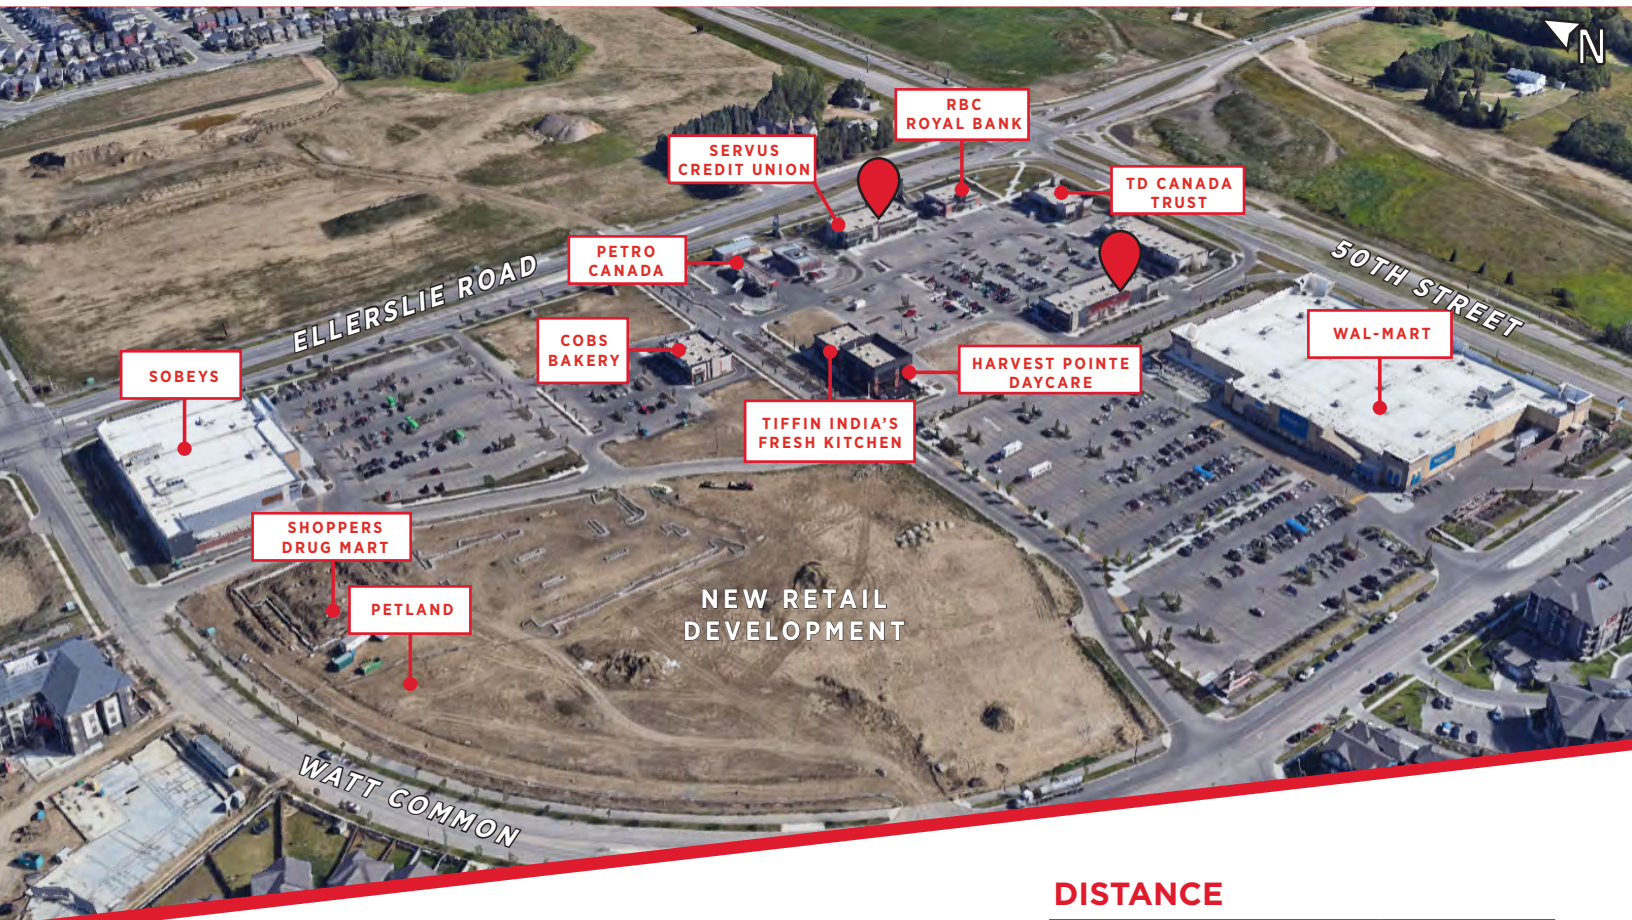 N
RBC
ROYAL BANK
SERVUS
CREDIT UNION
TD CANADA
TRUST
PETRO
CANADA
50TH STREET
ELLERSLIE ROAD
WAL-MART
COBS
BAKERY
HARVEST POINTE
DAYCARE
SOBEYS
TIFFIN INDIA'S
FRESH KITCHEN
SHOPPERS
DRUG MART
PETLAND
NEW RETAIL
DEVELOPMENT
WATT COMMON
DISTANCE